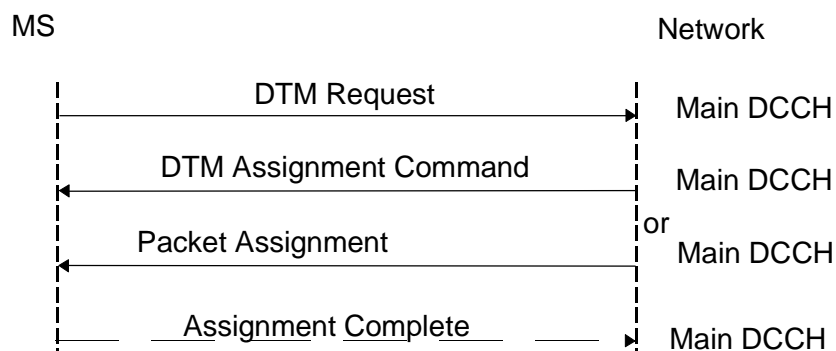 MS
Network
DTM Request
Main DCCH
DTM Assignment Command
Main DCCH
or
Packet Assignment
Main DCCH
Assignment Complete
Main DCCH